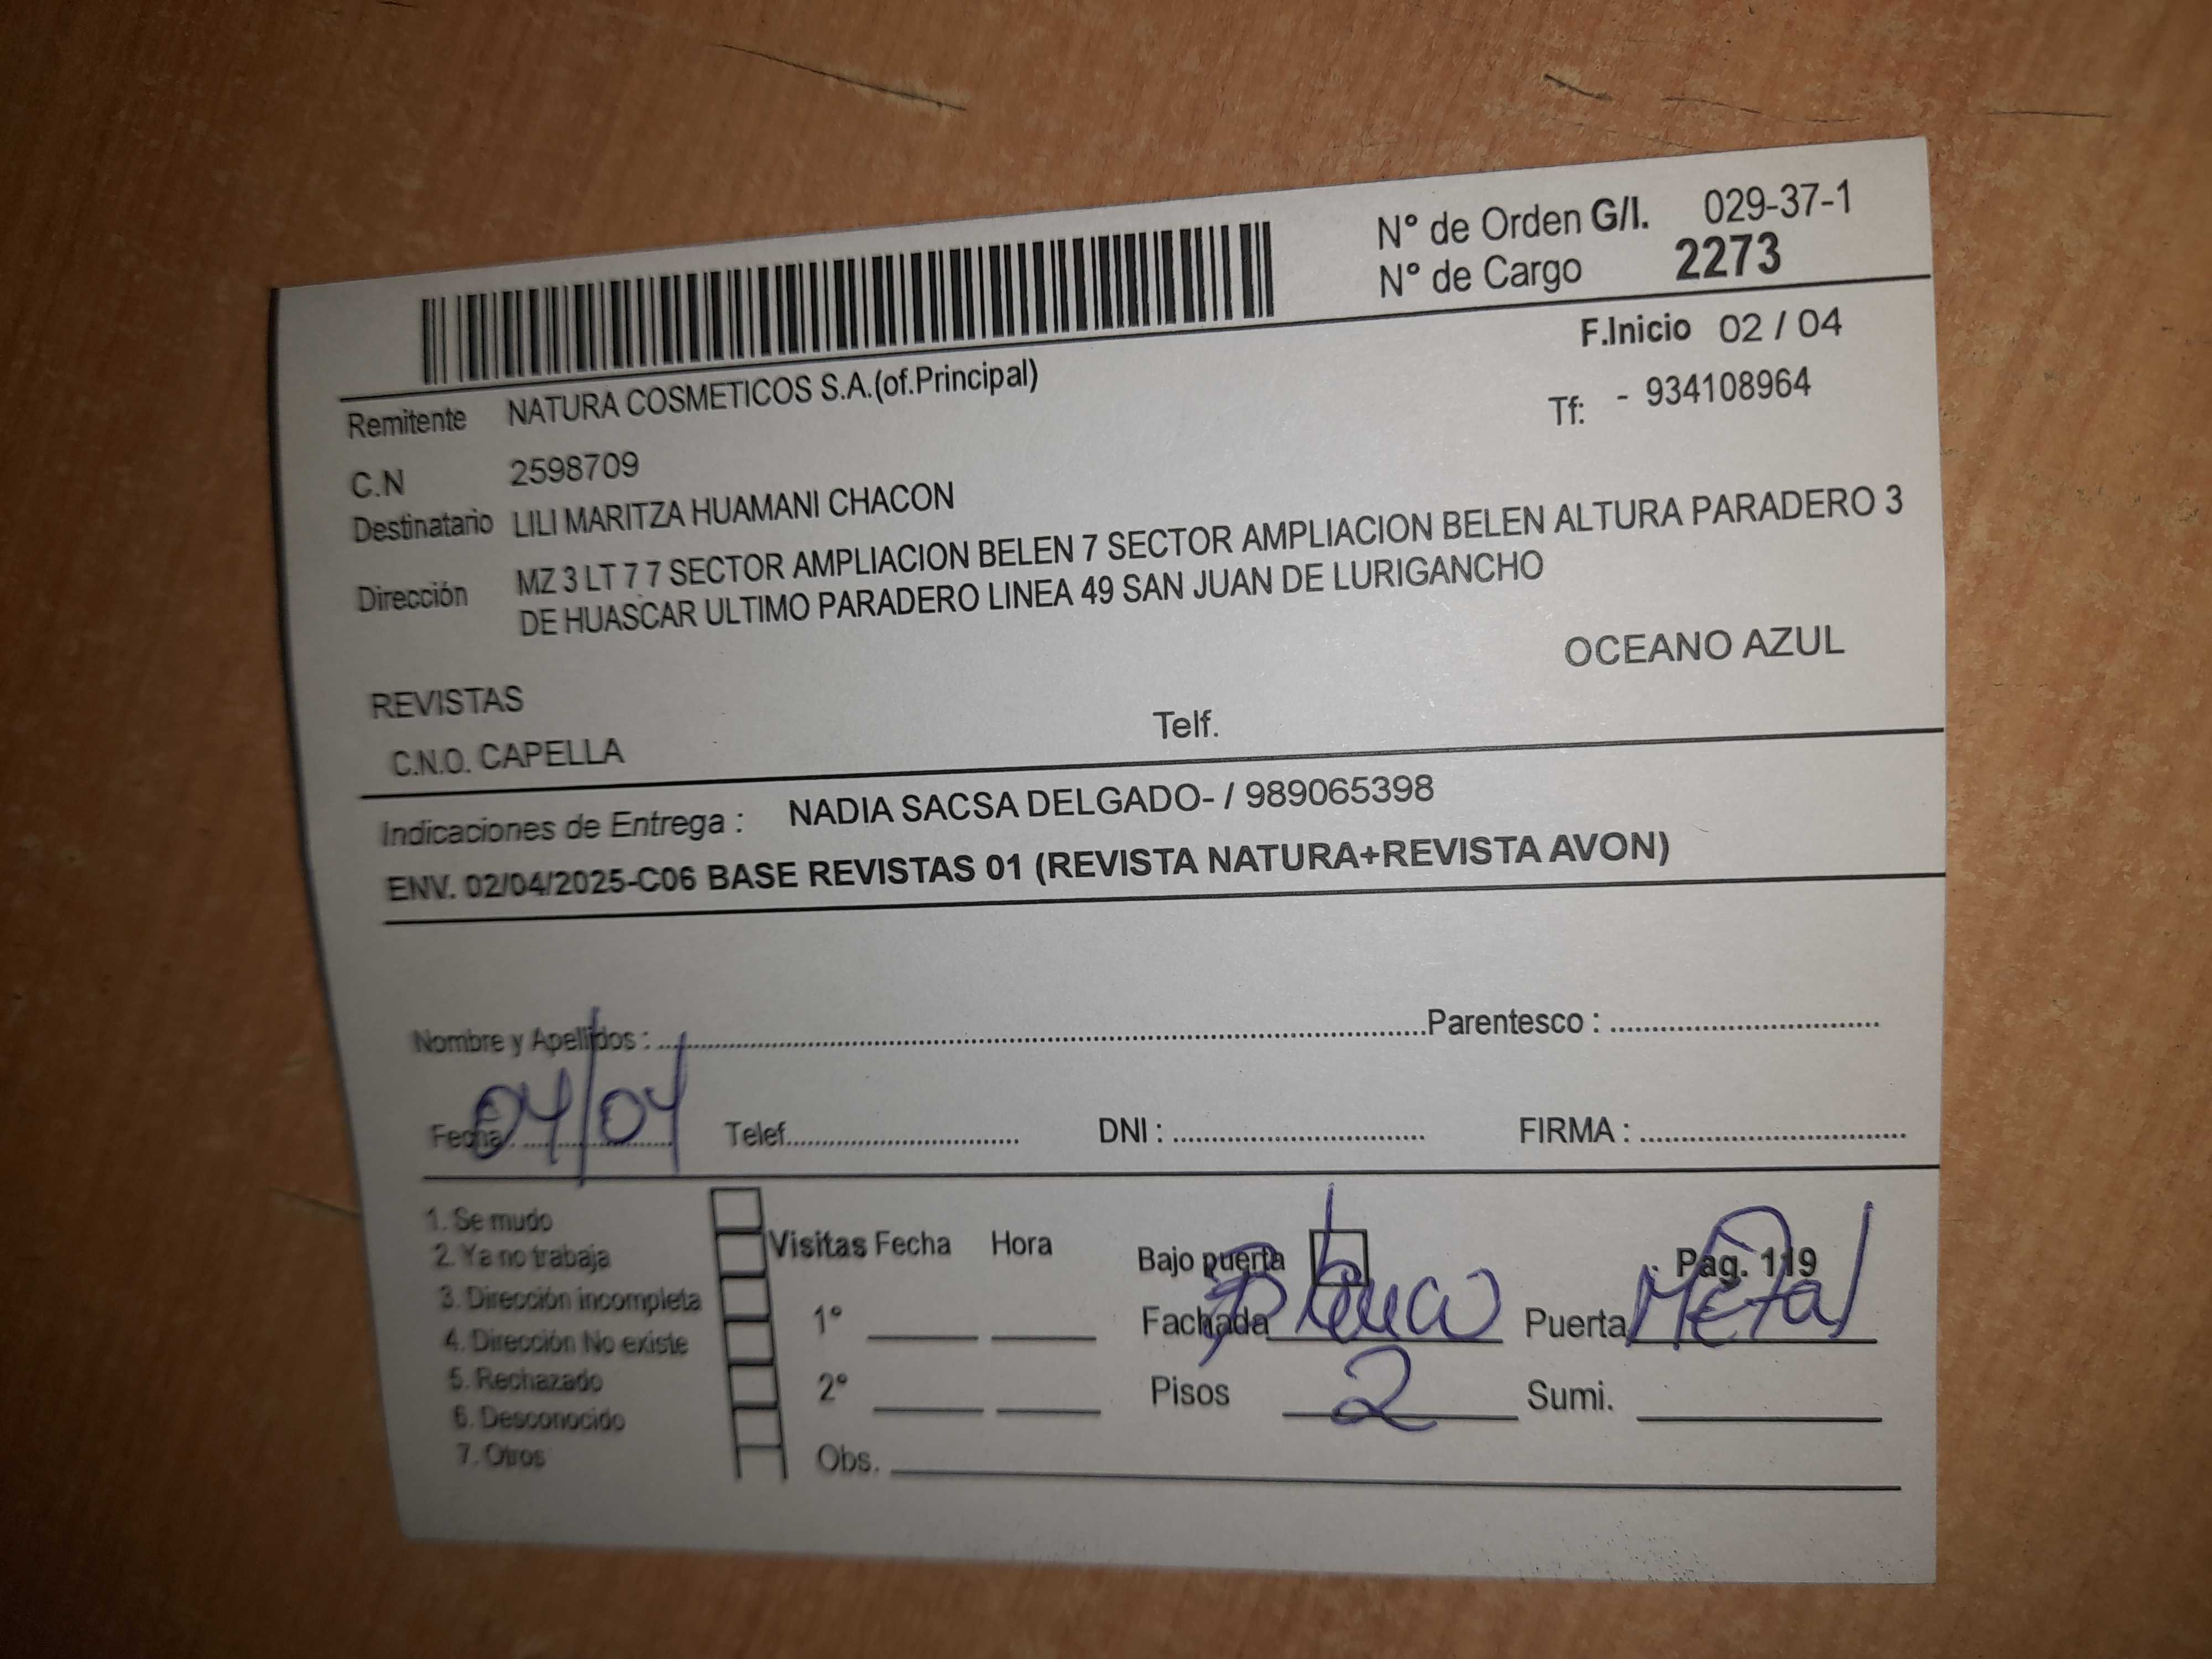 N° de Orden G/I. 029-37-1
N° de Cargo 2273
F.Inicio 02 / 04
Remitente NATURA COSMETICOS S.A.(of.Principal)
Tf: - 934108964
C.N 2598709
Destinatario LILI MARITZA HUAMANI CHACON
Dirección MZ 3 LT 7 7 SECTOR AMPLIACION BELEN 7 SECTOR AMPLIACION BELEN ALTURA PARADERO 3
DE HUASCAR ULTIMO PARADERO LINEA 49 SAN JUAN DE LURIGANCHO
OCEANO AZUL
REVISTAS
C.N.O. CAPELLA Telf.
Indicaciones de Entrega : NADIA SACSA DELGADO- / 989065398
ENV. 02/04/2025-C06 BASE REVISTAS 01 (REVISTA NATURA+REVISTA AVON)
Nombre y Apellidos : Parentesco :
Fecha: 04/04 Telef. DNI : FIRMA :
1. Se mudo
2. Ya no trabaja
3. Dirección incompleta
4. Dirección No existe
5. Rechazado
6. Desconocido
7. Otros
Visitas Fecha Hora
1°
2°
Obs.
Bajo puerta Pag. 119
Fachada Puerta Metal
Pisos 2 Sumi.